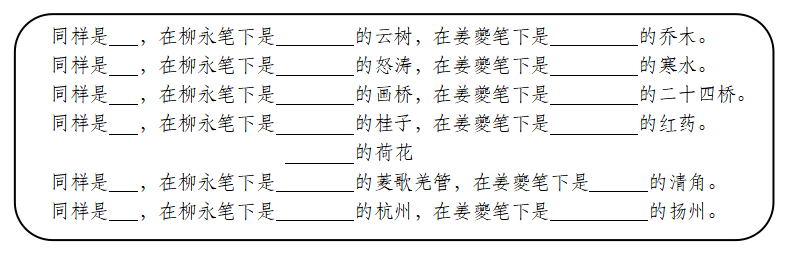 同样是___，在柳永笔下是________的云树，在姜夔笔下是_________的乔木。
同样是___，在柳永笔下是________的怒涛，在姜夔笔下是_________的寒水。
同样是___，在柳永笔下是________的画桥，在姜夔笔下是_________的二十四桥。
同样是___，在柳永笔下是________的桂子，在姜夔笔下是_________的红药。
_______的荷花
同样是___，在柳永笔下是________的菱歌羌管，在姜夔笔下是______的清角。
同样是___，在柳永笔下是________的杭州，在姜夔笔下是__________的扬州。